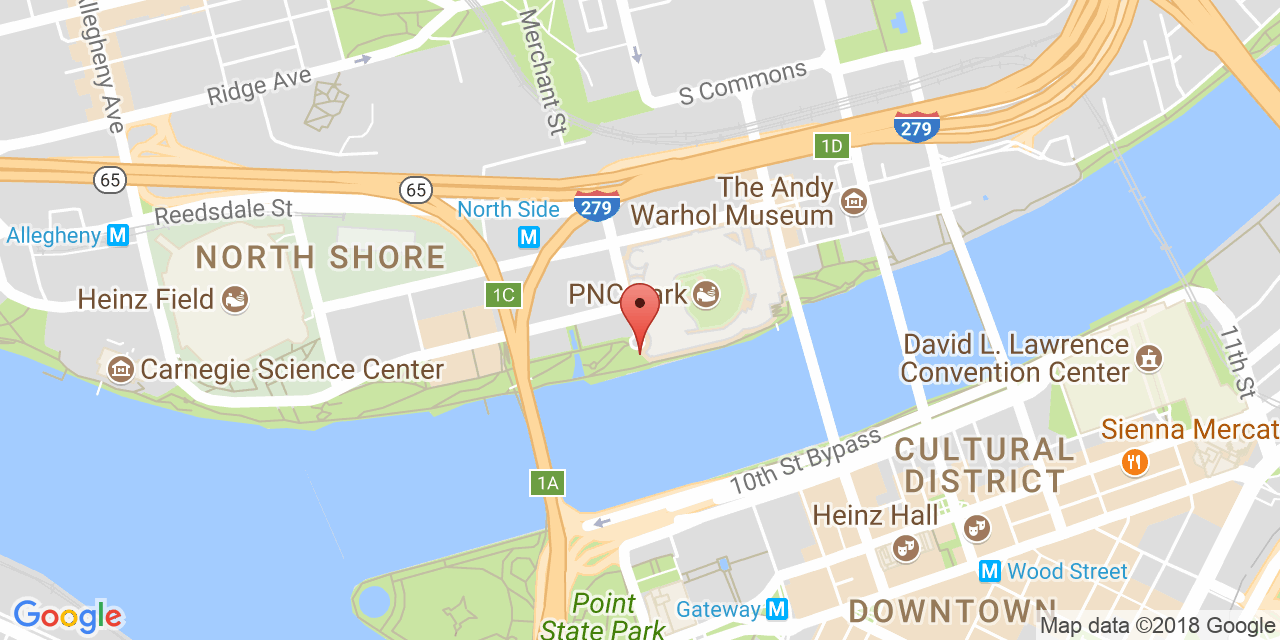 Allegheny Ave
Merchant St
Ridge Ave
S Commons
279
1D
65
65
The Andy
Warhol Museum
North Side
279
Reedsdale St
Allegheny M
M
NORTH SHORE
1C
PNC Park
Heinz Field
11th St
David L. Lawrence
Convention Center
Carnegie Science Center
Sienna Mercat
CULTURAL
DISTRICT
10th St Bypass
1A
Heinz Hall
M Wood Street
Point
State Park
Gateway M
DOWNTOWN
Google
Map data ©2018 Google